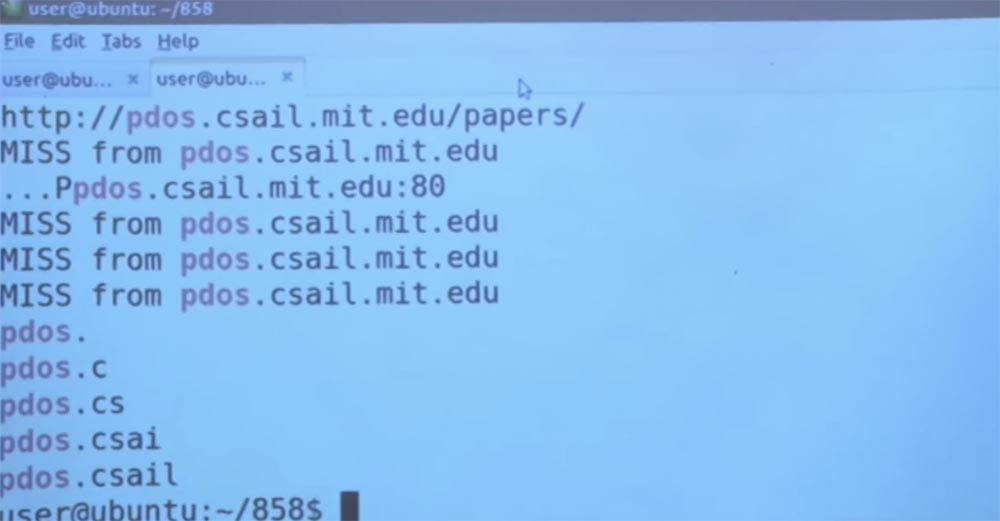 user@ubuntu: ~/858
File Edit Tabs Help
user@ubu... × user@ubu... ×
http://pdos.csail.mit.edu/papers/
MISS from pdos.csail.mit.edu
...Ppdos.csail.mit.edu:80
MISS from pdos.csail.mit.edu
MISS from pdos.csail.mit.edu
MISS from pdos.csail.mit.edu
pdos.
pdos.c
pdos.cs
pdos.csai
pdos.csail
user@ubuntu:~/858$